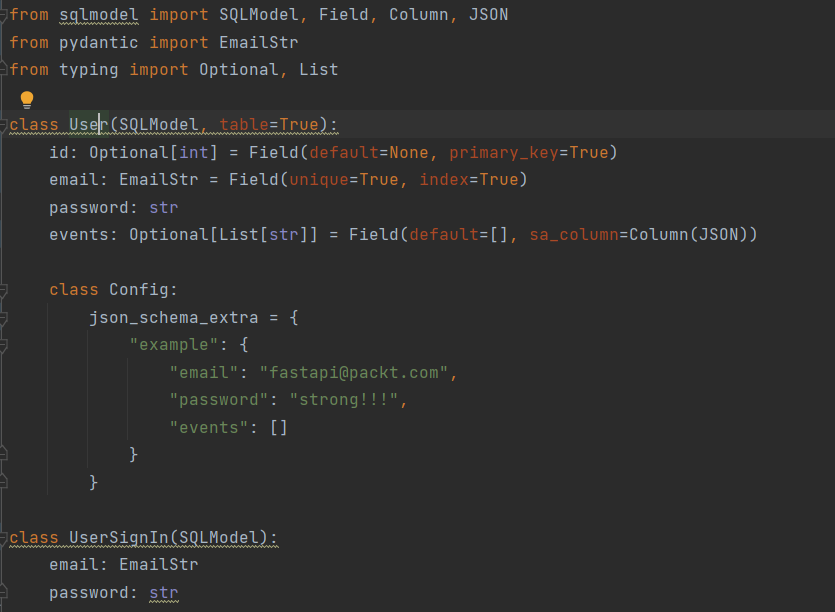 from sqlmodel import SQLModel, Field, Column, JSON
from pydantic import EmailStr
from typing import Optional, List
class User(SQLModel, table=True):
    id: Optional[int] = Field(default=None, primary_key=True)
    email: EmailStr = Field(unique=True, index=True)
    password: str
    events: Optional[List[str]] = Field(default=[], sa_column=Column(JSON))
    class Config:
        json_schema_extra = {
            "example": {
                "email": "fastapi@packt.com",
                "password": "strong!!!",
                "events": []
            }
        }
class UserSignIn(SQLModel):
    email: EmailStr
    password: str